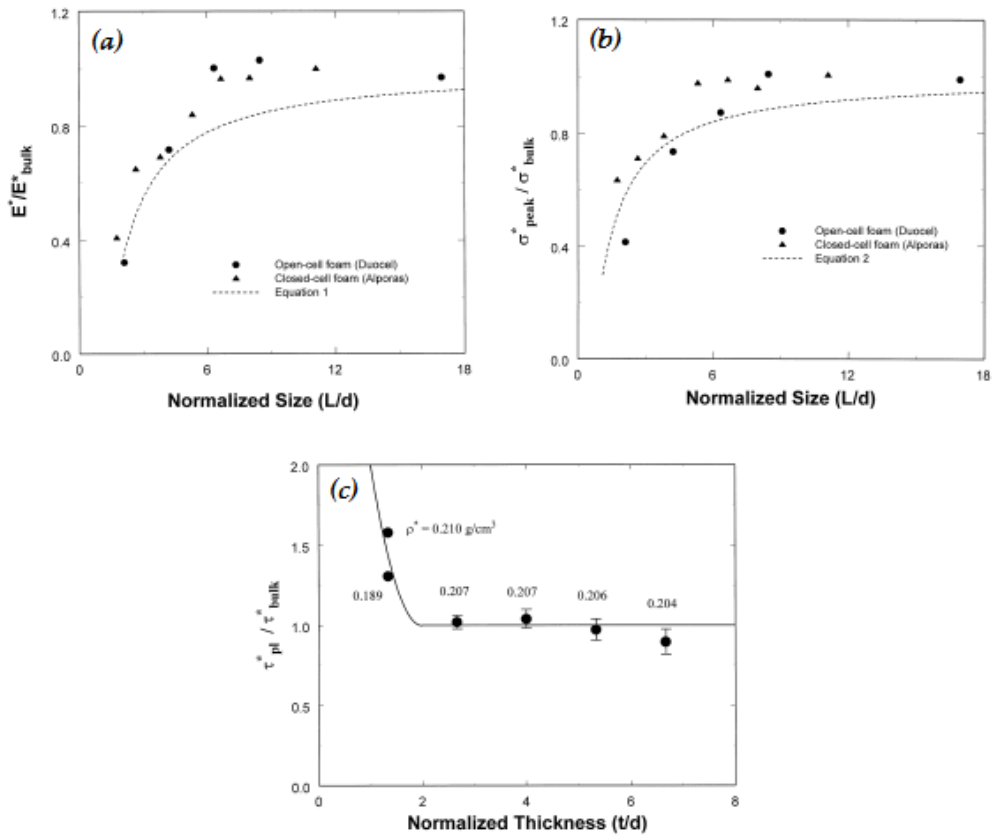 (a)
1.2
0.8
0.4
0.0
E*/E*bulk
Open-cell foam (Duocel)
Closed-cell foam (Alporas)
Equation 1
0 6 12 18
Normalized Size (L/d)
(b)
1.2
0.8
0.4
0.0
σ*peak / σ*bulk
Open-cell foam (Duocel)
Closed-cell foam (Alporas)
Equation 2
0 6 12 18
Normalized Size (L/d)
(c)
2.0
1.5
1.0
0.5
0.0
τ*pl / τ*bulk
ρ* = 0.210 g/cm³
0.189
0.207
0.207
0.206
0.204
0 2 4 6 8
Normalized Thickness (t/d)